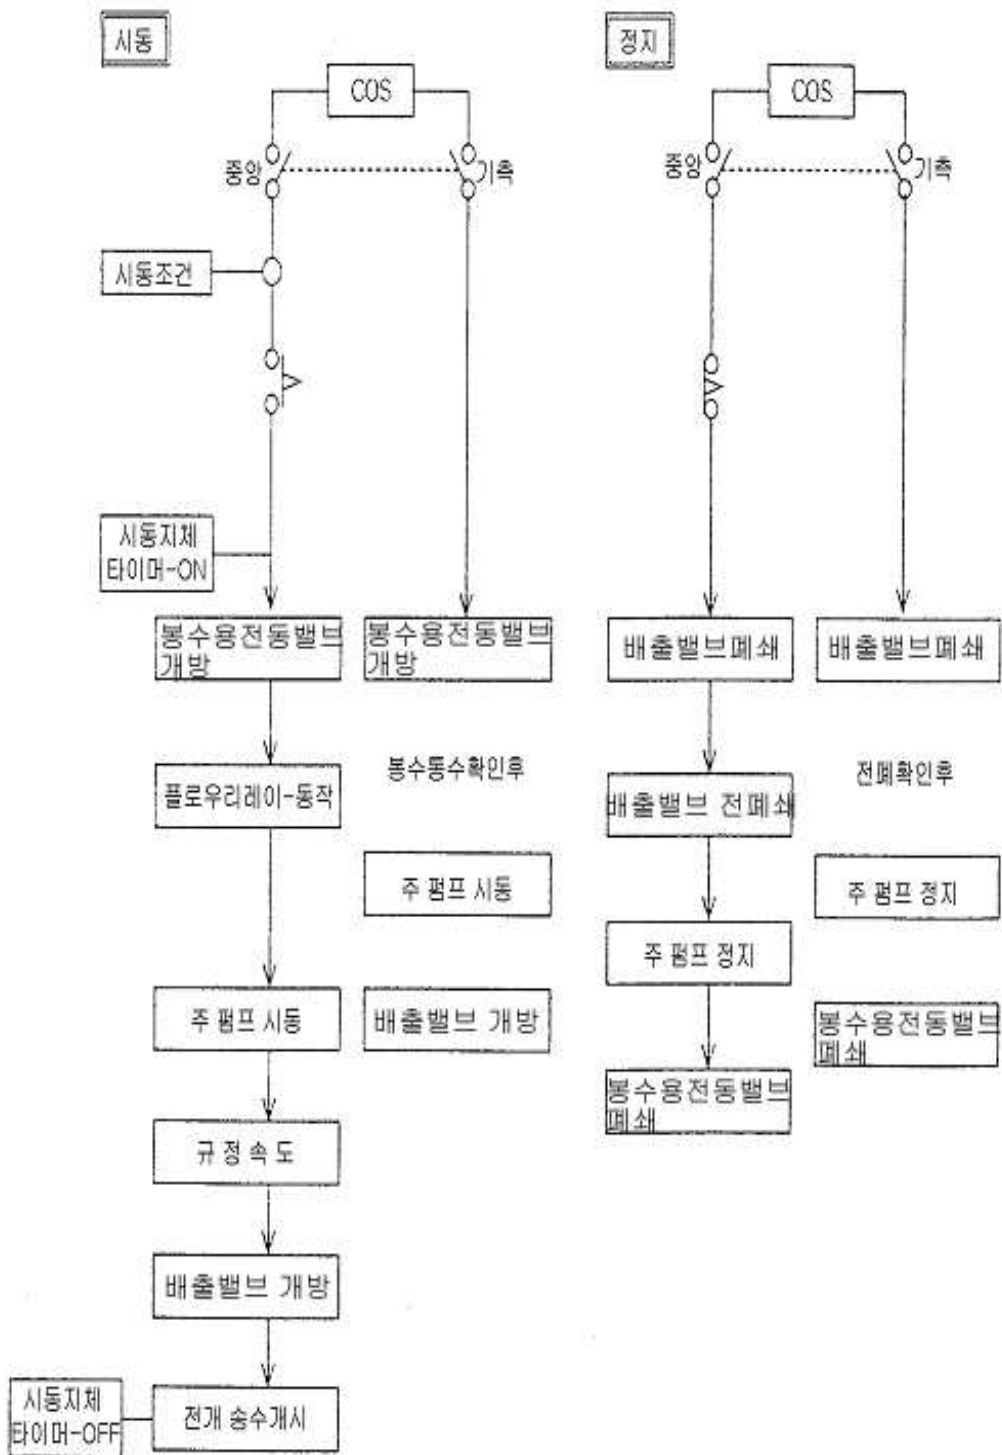 시동
COS
중앙
기측
시동조건
시동지체
타이머-ON
봉수용전동밸브
개방
봉수용전동밸브
개방
플로우리레이-동작
봉수통수확인후
주 펌프 시동
주 펌프 시동
배출밸브 개방
규 정 속 도
배출밸브 개방
시동지체
타이머-OFF
전개 송수개시
정지
COS
중앙
기측
배출밸브폐쇄
배출밸브폐쇄
배출밸브 전폐쇄
전폐확인후
주 펌프 정지
주 펌프 정지
봉수용전동밸브
폐쇄
봉수용전동밸브
폐쇄